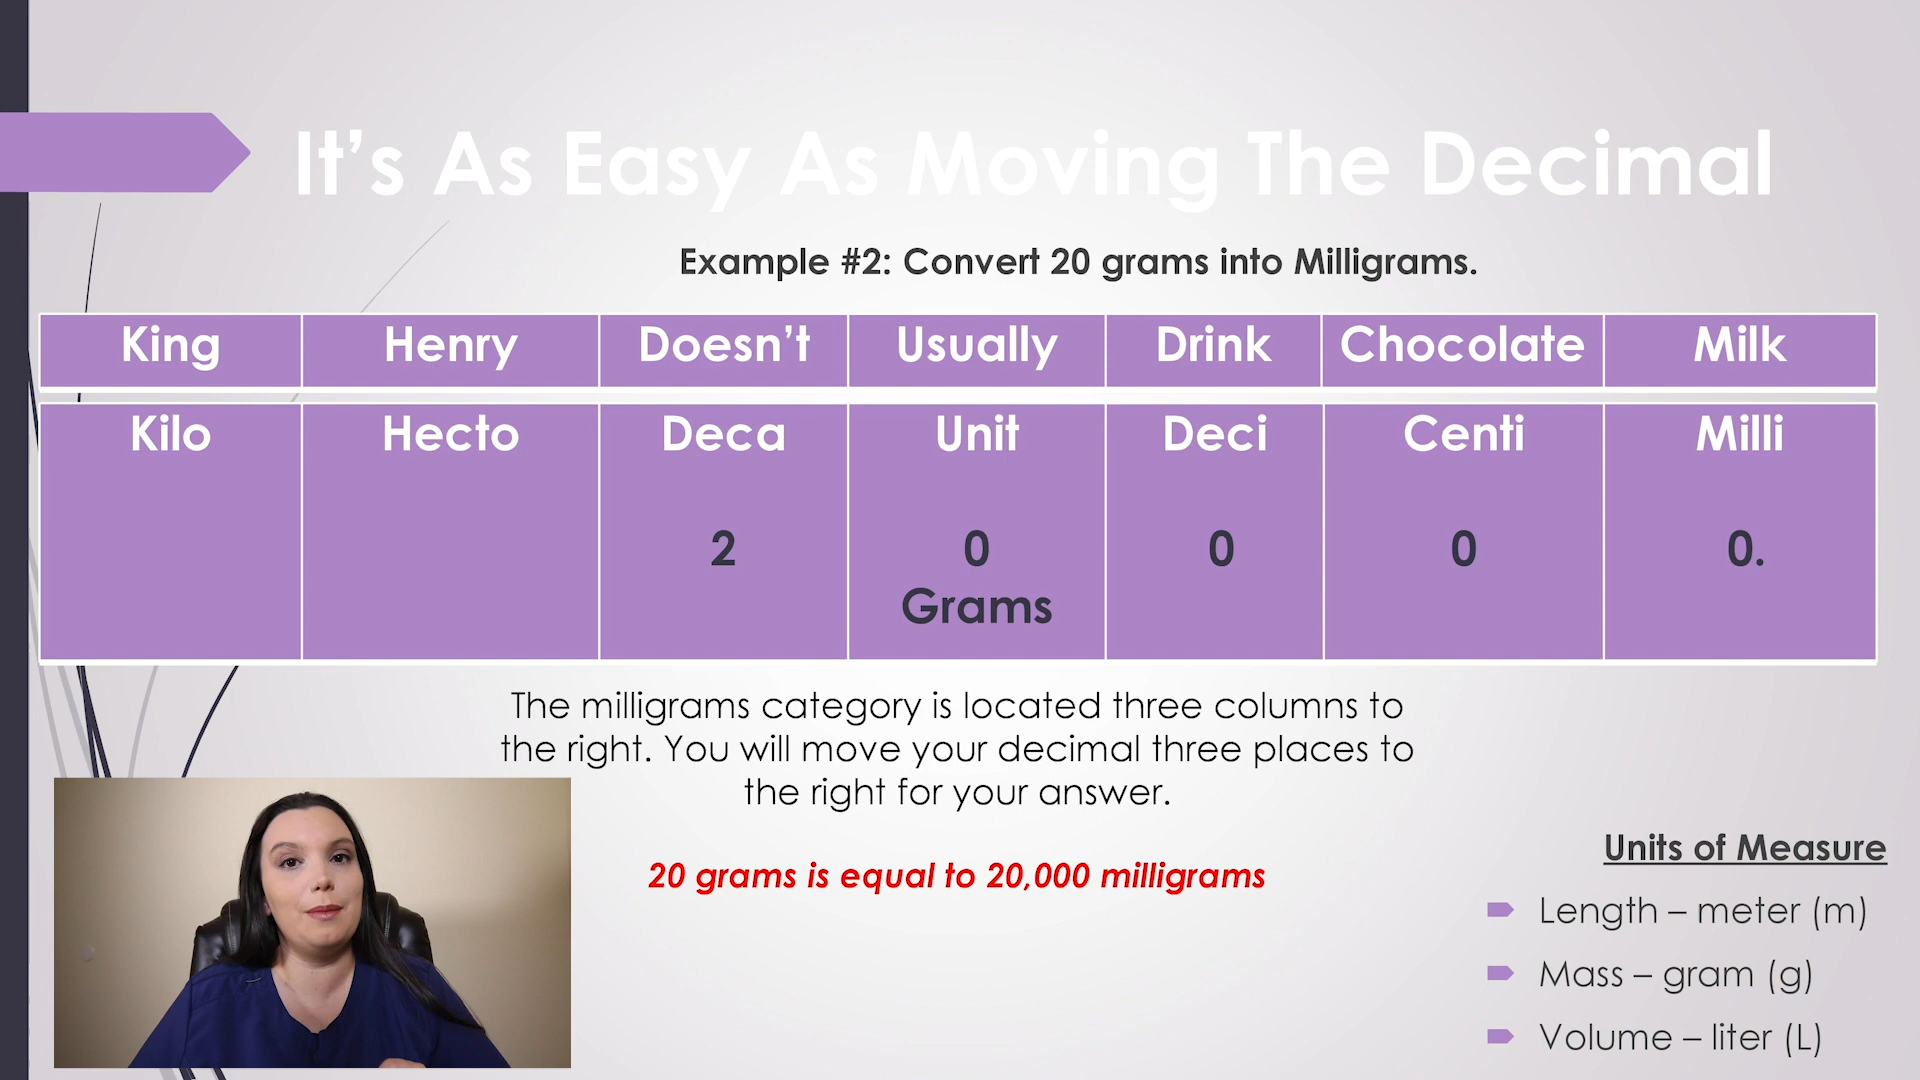 It's As Easy As Moving The Decimal
Example #2: Convert 20 grams into Milligrams.
King Henry Doesn't Usually Drink Chocolate Milk
Kilo Hecto Deca Unit Deci Centi Milli
2 0 0 0 0.
Grams
The milligrams category is located three columns to
the right. You will move your decimal three places to
the right for your answer.
20 grams is equal to 20,000 milligrams
Units of Measure
Length – meter (m)
Mass – gram (g)
Volume – liter (L)